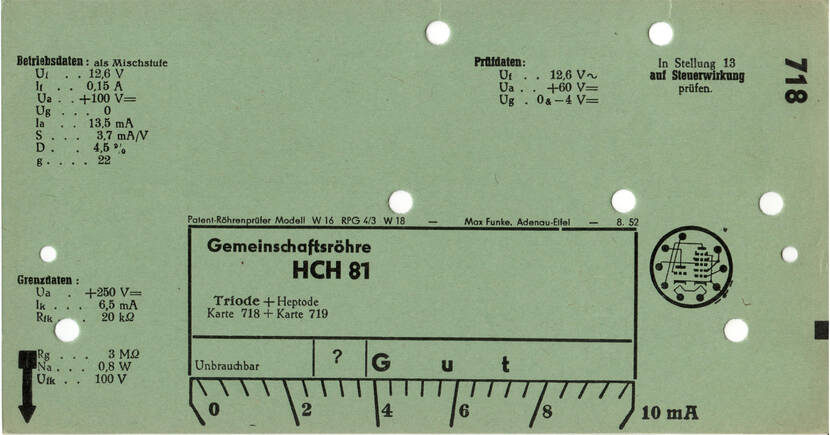 Betriebsdaten: als Mischstufe
Uf . . 12,6 V
If . . 0,15 A
Ua . . +100 V=
Ug . . . 0
Ia . . . 13,5 mA
S . . . 3,7 mA/V
D . . 4,5 %
g . . . . 22
Prüfdaten:
Uf . . 12,6 V~
Ua . . +60 V=
Ug . 0 & –4 V=
In Stellung 13
auf Steuerwirkung
prüfen.
718
Patent-Röhrenprüfer Modell W 16 RPG 4/3 W 18 — Max Funke, Adenau-Eifel — 8. 52
Gemeinschaftsröhre
HCH 81
Triode + Heptode
Karte 718 + Karte 719
Grenzdaten:
Ua . +250 V=
Ik . . . 6,5 mA
Rfk . . 20 kΩ
Rg . . . 3 MΩ
Na . . . 0,8 W
Ufk . . 100 V
Unbrauchbar ? Gut
0 2 4 6 8 10 mA